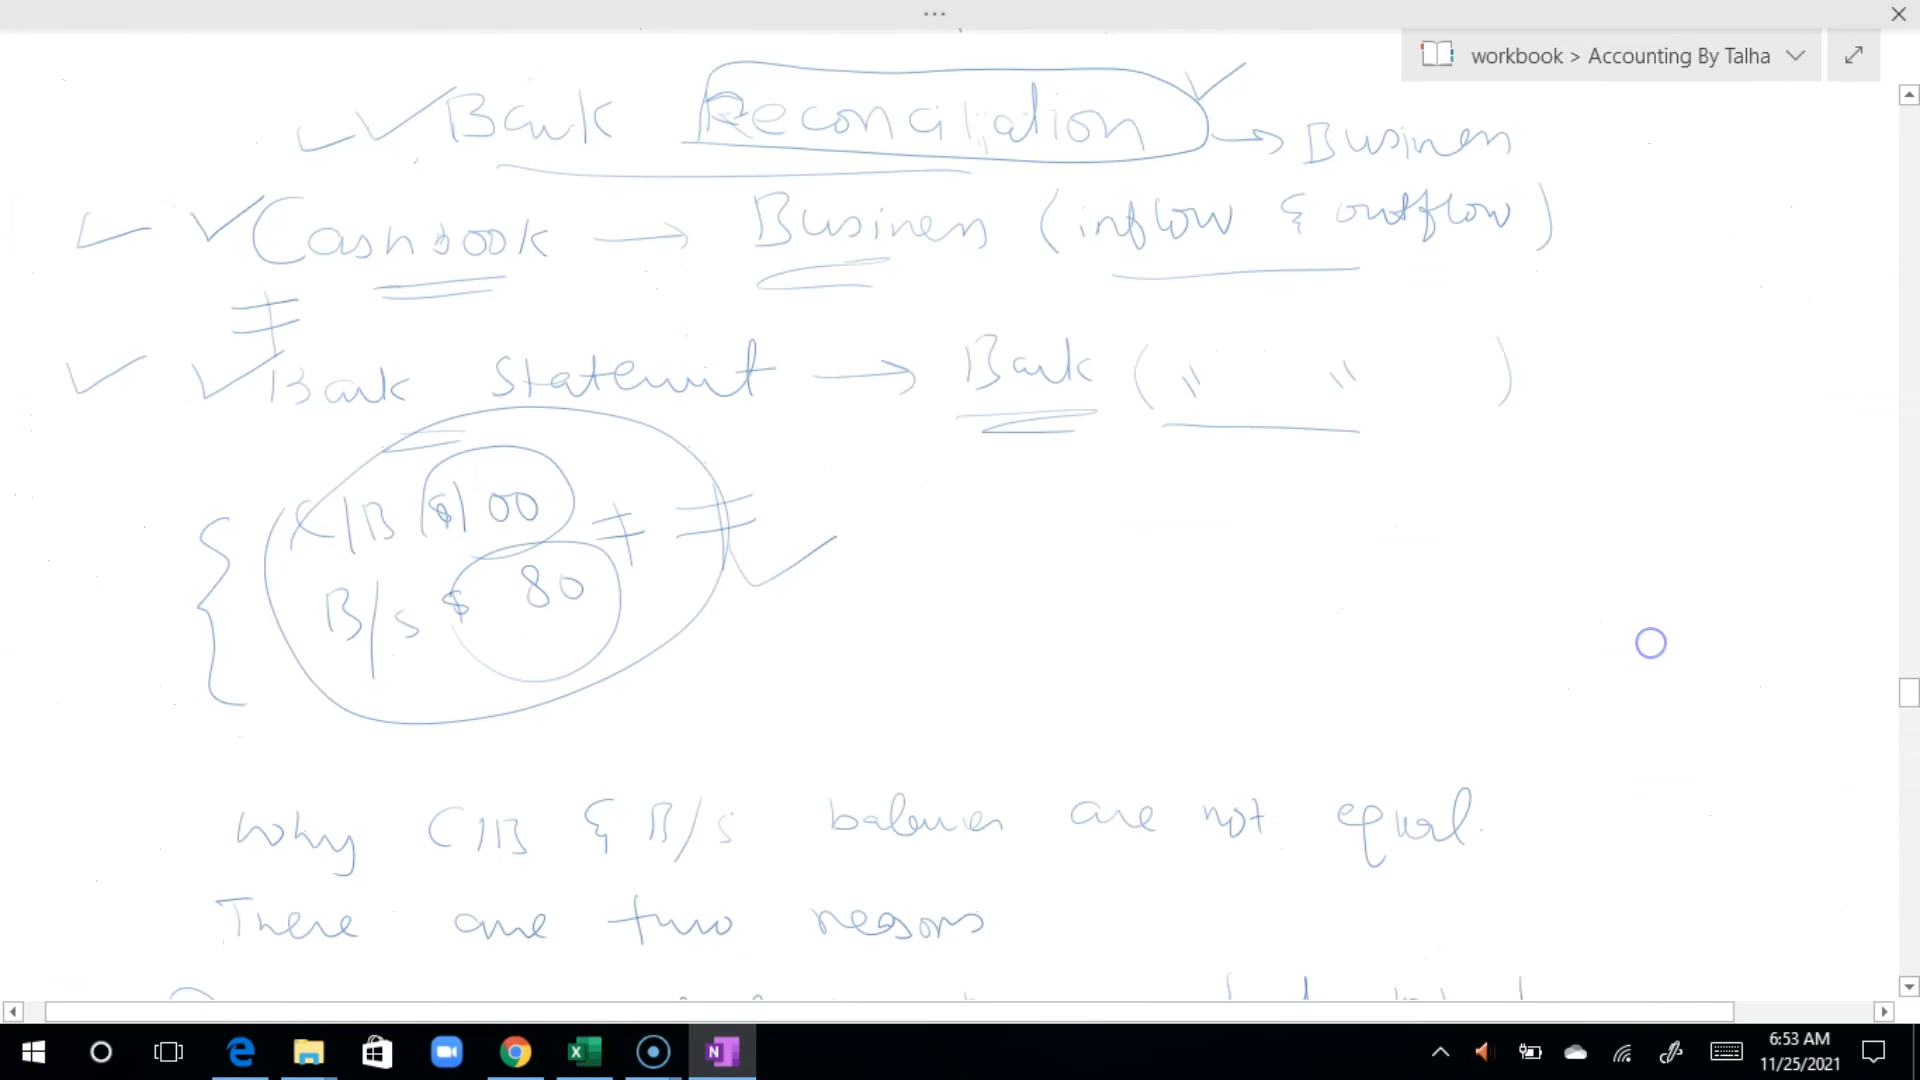 workbook > Accounting By Talha
Bank Reconciliation → Business
Cashbook → Business (inflow & outflow)
≠
Bank Statement → Bank ( " " )
C/B $100 ≠ ≠
B/S $ 80
Why C/B & B/S balances are not equal.
There are two reasons
6:53 AM
11/25/2021